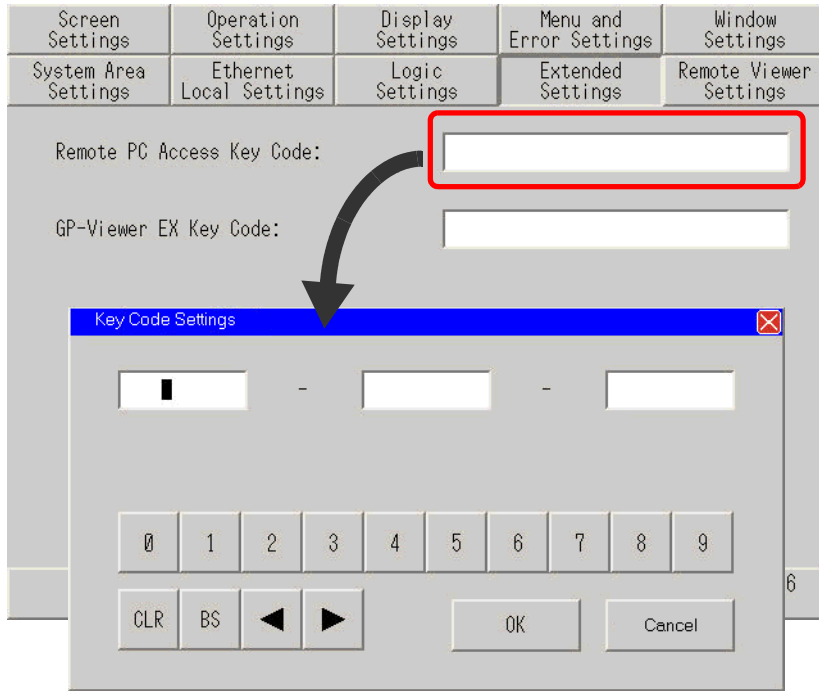 Screen Settings
Operation Settings
Display Settings
Menu and Error Settings
Window Settings
System Area Settings
Ethernet Local Settings
Logic Settings
Extended Settings
Remote Viewer Settings
Remote PC Access Key Code:
GP-Viewer EX Key Code:
Key Code Settings
- -
0 1 2 3 4 5 6 7 8 9
6
CLR BS ◀ ▶ OK Cancel